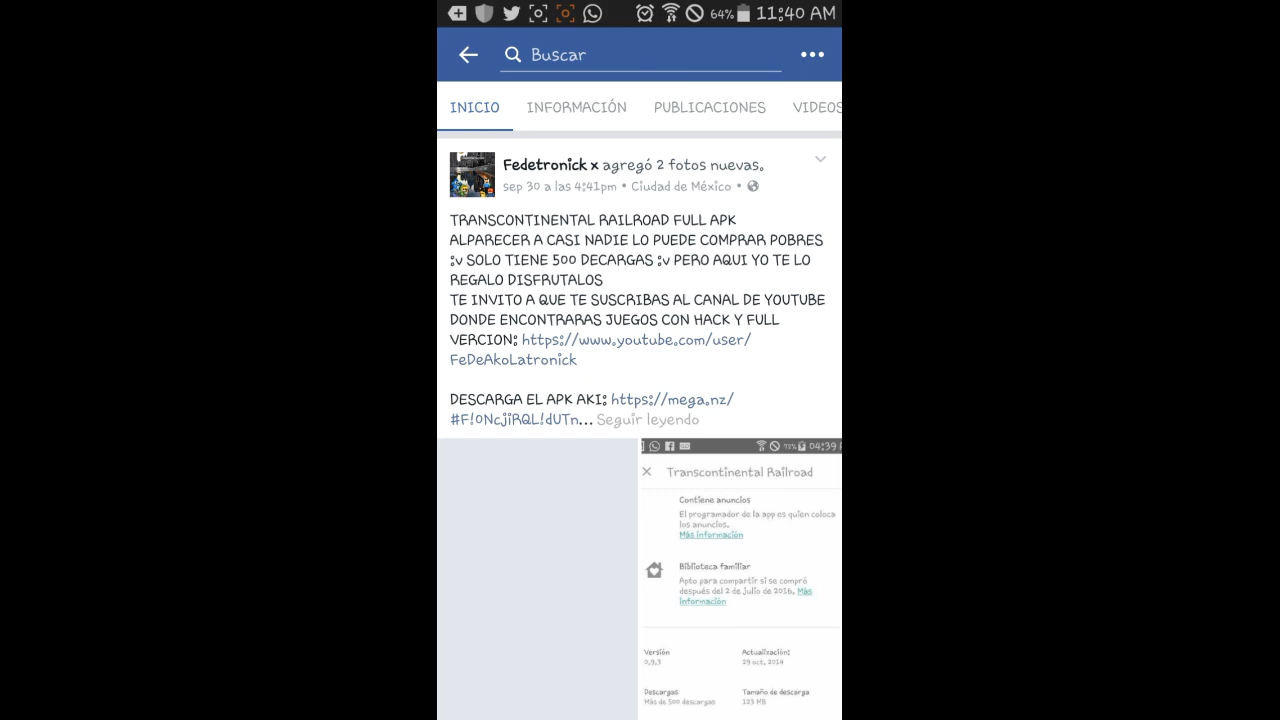 64% 11:40 AM
Buscar
INICIO INFORMACIÓN PUBLICACIONES VIDEOS
Fedetronick x agregó 2 fotos nuevas.
sep 30 a las 4:41pm • Ciudad de México •
TRANSCONTINENTAL RAILROAD FULL APK
ALPARECER A CASI NADIE LO PUEDE COMPRAR POBRES
:v SOLO TIENE 500 DECARGAS :v PERO AQUI YO TE LO
REGALO DISFRUTALOS
TE INVITO A QUE TE SUSCRIBAS AL CANAL DE YOUTUBE
DONDE ENCONTRARAS JUEGOS CON HACK Y FULL
VERCION: https://www.youtube.com/user/
FeDeAkoLatronick
DESCARGA EL APK AKI: https://mega.nz/
#F!0NcjiRQL!dUTn... Seguir leyendo
04:39
Transcontinental Railroad
Contiene anuncios
El programador de la app es quien coloca
los anuncios.
Más información
Biblioteca familiar
Apto para compartir si se compró
después del 2 de julio de 2016. Más
información
Versión Actualización:
0.9.3 29 oct. 2014
Descargas Tamaño de descarga
Más de 500 descargas 123 MB